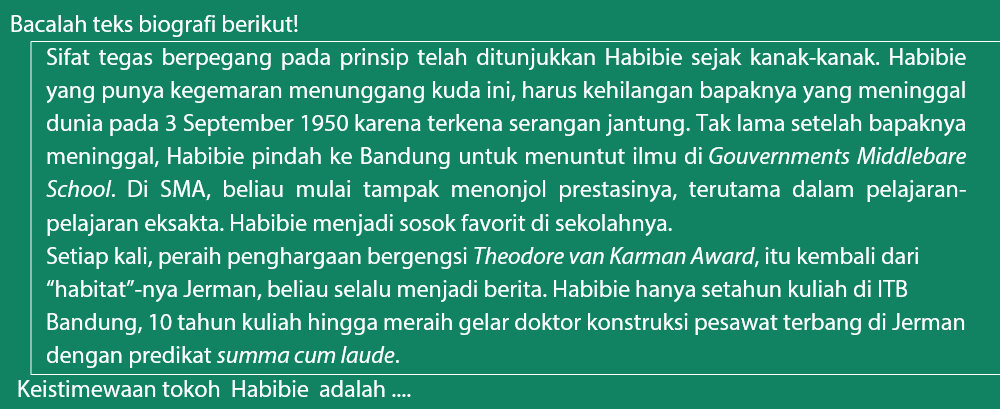 Bacalah teks biografi berikut!
Sifat tegas berpegang pada prinsip telah ditunjukkan Habibie sejak kanak-kanak. Habibie
yang punya kegemaran menunggang kuda ini, harus kehilangan bapaknya yang meninggal
dunia pada 3 September 1950 karena terkena serangan jantung. Tak lama setelah bapaknya
meninggal, Habibie pindah ke Bandung untuk menuntut ilmu di Gouvernments Middlebare
School. Di SMA, beliau mulai tampak menonjol prestasinya, terutama dalam pelajaran-
pelajaran eksakta. Habibie menjadi sosok favorit di sekolahnya.
Setiap kali, peraih penghargaan bergengsi Theodore van Karman Award, itu kembali dari
“habitat”-nya Jerman, beliau selalu menjadi berita. Habibie hanya setahun kuliah di ITB
Bandung, 10 tahun kuliah hingga meraih gelar doktor konstruksi pesawat terbang di Jerman
dengan predikat summa cum laude.
Keistimewaan tokoh Habibie adalah ....